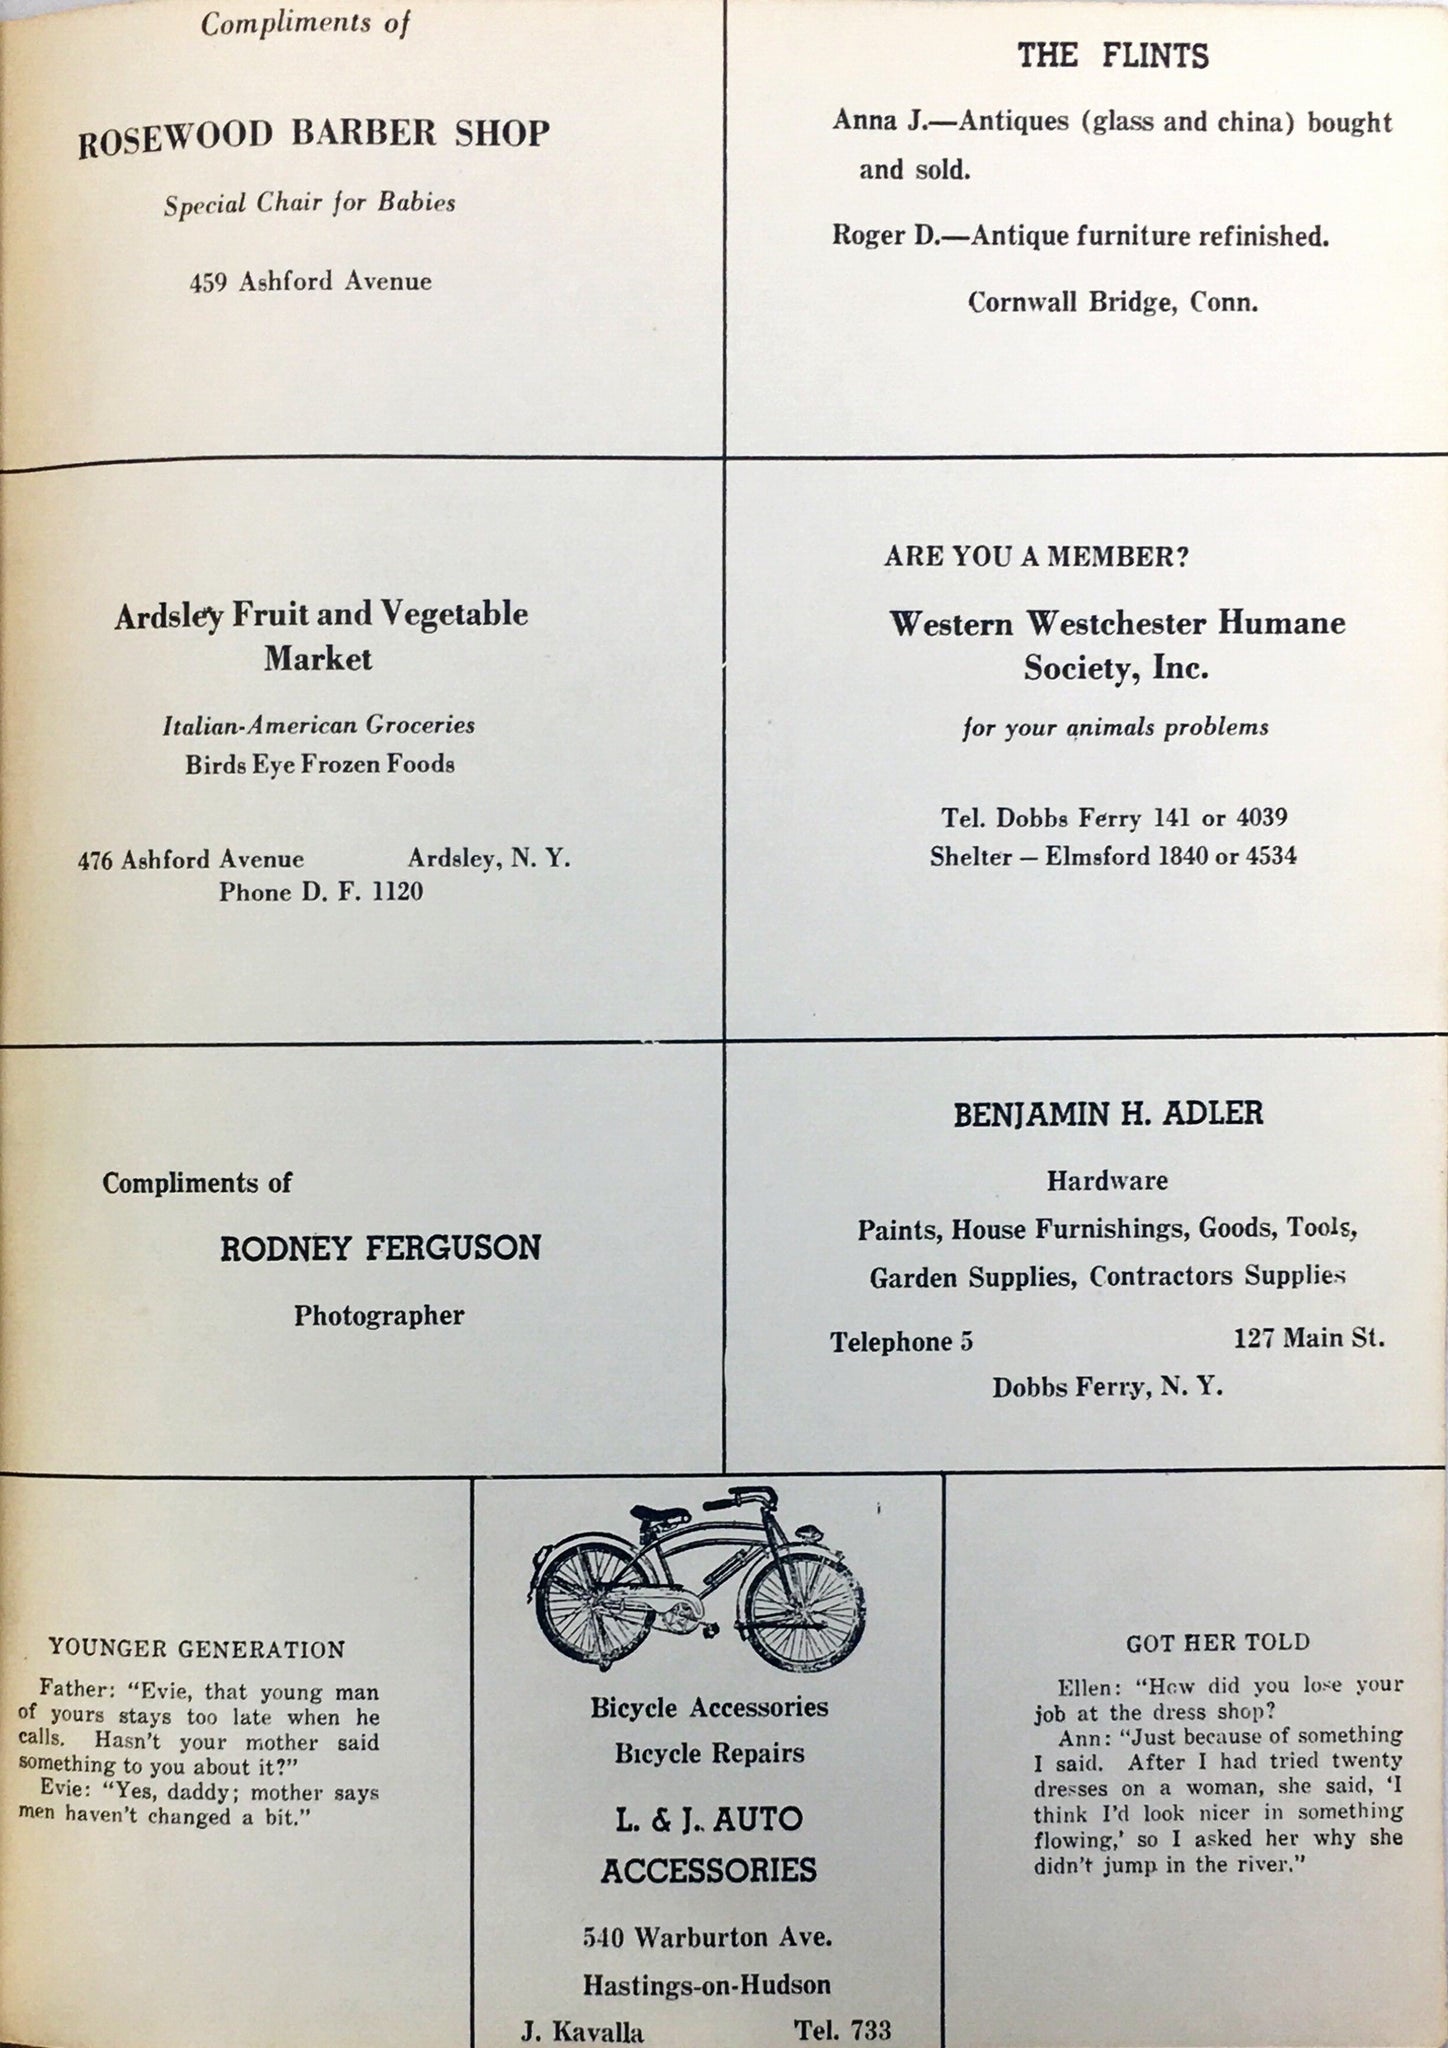 Compliments of
ROSEWOOD BARBER SHOP
Special Chair for Babies
459 Ashford Avenue
THE FLINTS
Anna J.—Antiques (glass and china) bought
and sold.
Roger D.—Antique furniture refinished.
Cornwall Bridge, Conn.
Ardsley Fruit and Vegetable
Market
Italian-American Groceries
Birds Eye Frozen Foods
476 Ashford Avenue Ardsley, N. Y.
Phone D. F. 1120
ARE YOU A MEMBER?
Western Westchester Humane
Society, Inc.
for your animals problems
Tel. Dobbs Ferry 141 or 4039
Shelter — Elmsford 1840 or 4534
Compliments of
RODNEY FERGUSON
Photographer
BENJAMIN H. ADLER
Hardware
Paints, House Furnishings, Goods, Tools,
Garden Supplies, Contractors Supplies
Telephone 5 127 Main St.
Dobbs Ferry, N. Y.
YOUNGER GENERATION
Father: "Evie, that young man
of yours stays too late when he
calls. Hasn't your mother said
something to you about it?"
Evie: "Yes, daddy; mother says
men haven't changed a bit."
Bicycle Accessories
Bicycle Repairs
L. & J. AUTO
ACCESSORIES
540 Warburton Ave.
Hastings-on-Hudson
J. Kavalla Tel. 733
GOT HER TOLD
Ellen: "How did you lose your
job at the dress shop?
Ann: "Just because of something
I said. After I had tried twenty
dresses on a woman, she said, 'I
think I'd look nicer in something
flowing,' so I asked her why she
didn't jump in the river."